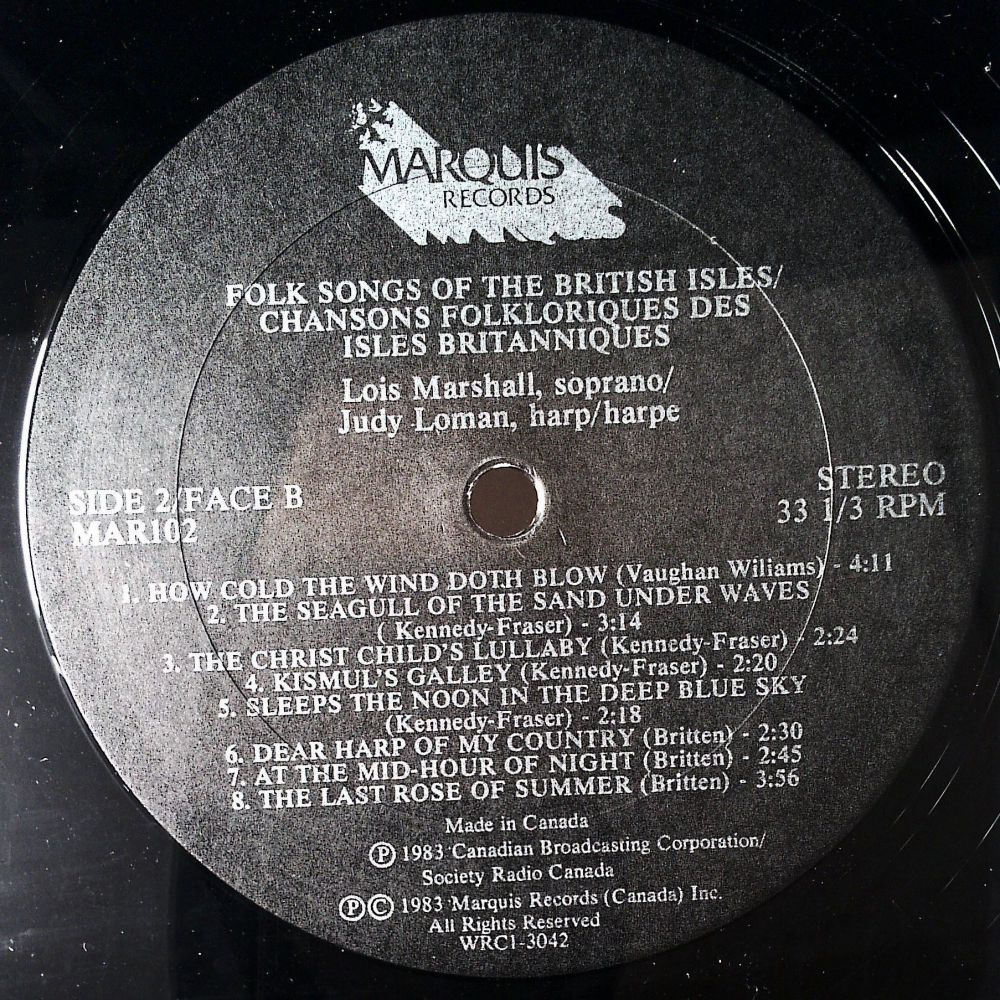 MARQUIS
RECORDS
MARQUIS
FOLK SONGS OF THE BRITISH ISLES/
CHANSONS FOLKLORIQUES DES
ISLES BRITANNIQUES
Lois Marshall, soprano/
Judy Loman, harp/harpe
SIDE 2/FACE B
MAR102
STEREO
33 1/3 RPM
1. HOW COLD THE WIND DOTH BLOW (Vaughan Wiliams) - 4:11
2. THE SEAGULL OF THE SAND UNDER WAVES
( Kennedy-Fraser) - 3:14
3. THE CHRIST CHILD'S LULLABY (Kennedy-Fraser) - 2:24
4. KISMUL'S GALLEY (Kennedy-Fraser) - 2:20
5. SLEEPS THE NOON IN THE DEEP BLUE SKY
(Kennedy-Fraser) - 2:18
6. DEAR HARP OF MY COUNTRY (Britten) - 2:30
7. AT THE MID-HOUR OF NIGHT (Britten) - 2:45
8. THE LAST ROSE OF SUMMER (Britten) - 3:56
Made in Canada
Ⓟ 1983 Canadian Broadcasting Corporation/
Society Radio Canada
Ⓟ© 1983 Marquis Records (Canada) Inc.
All Rights Reserved
WRC1-3042